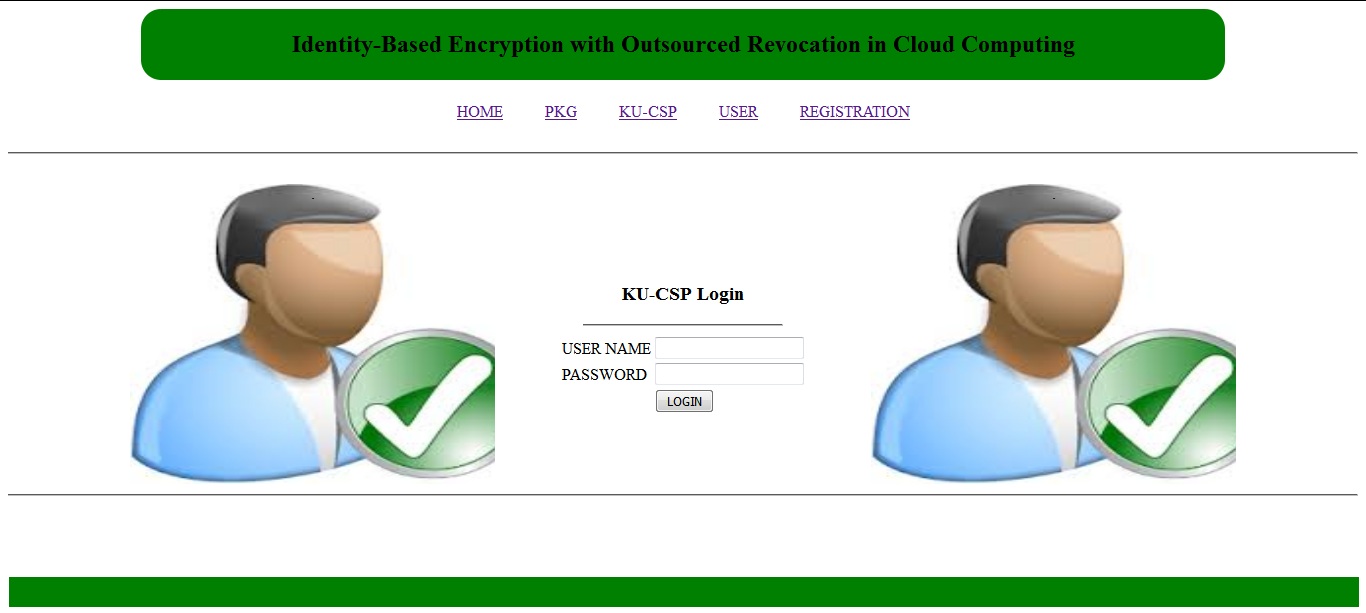 Identity-Based Encryption with Outsourced Revocation in Cloud Computing
HOME PKG KU-CSP USER REGISTRATION
KU-CSP Login
USER NAME
PASSWORD
LOGIN